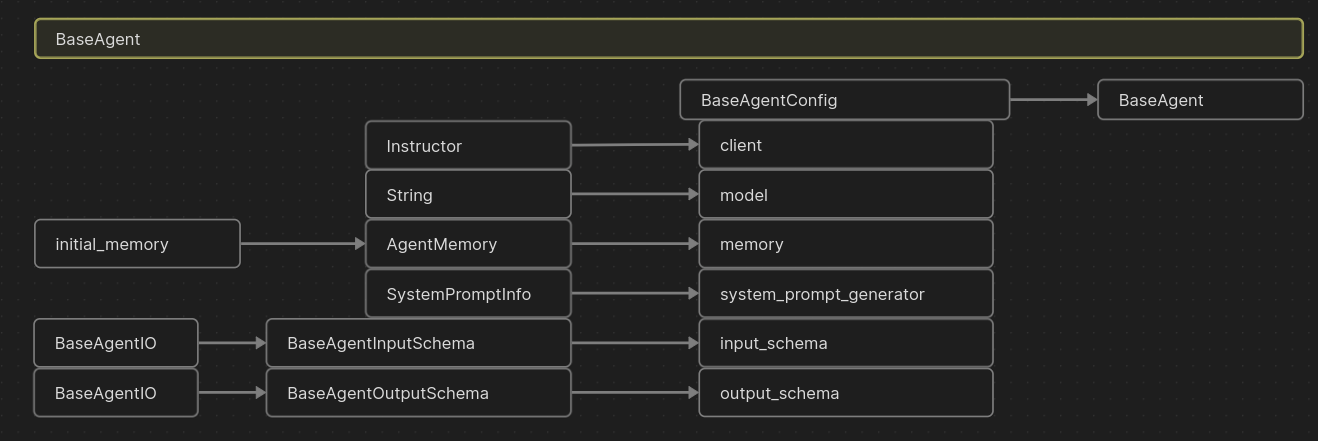 BaseAgent
BaseAgentConfig
BaseAgent
Instructor
client
String
model
initial_memory
AgentMemory
memory
SystemPromptInfo
system_prompt_generator
BaseAgentIO
BaseAgentInputSchema
input_schema
BaseAgentIO
BaseAgentOutputSchema
output_schema